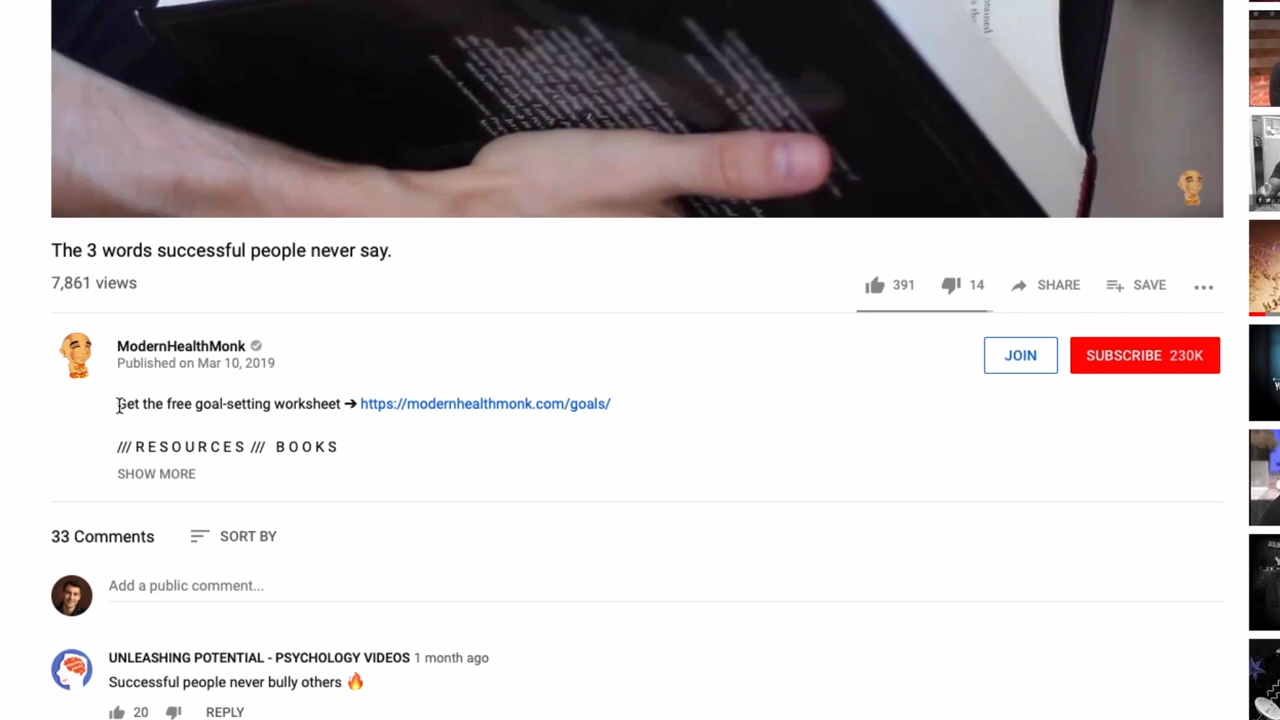 The 3 words successful people never say.
7,861 views
391 14 SHARE SAVE
ModernHealthMonk
Published on Mar 10, 2019
JOIN SUBSCRIBE 230K
Get the free goal-setting worksheet ➔ https://modernhealthmonk.com/goals/
/// R E S O U R C E S /// B O O K S
SHOW MORE
33 Comments SORT BY
Add a public comment...
UNLEASHING POTENTIAL - PSYCHOLOGY VIDEOS 1 month ago
Successful people never bully others 🔥
20 REPLY